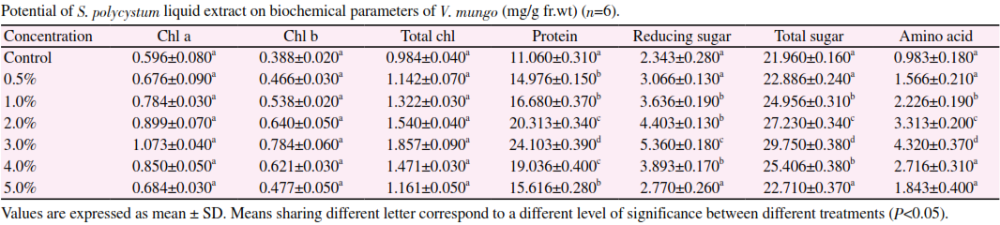 Potential of S. polycystum liquid extract on biochemical parameters of V. mungo (mg/g fr.wt) (n=6).
Concentration Chl a Chl b Total chl Protein Reducing sugar Total sugar Amino acid
Control 0.596±0.080a 0.388±0.020a 0.984±0.040a 11.060±0.310a 2.343±0.280a 21.960±0.160a 0.983±0.180a
0.5% 0.676±0.090a 0.466±0.030a 1.142±0.070a 14.976±0.150b 3.066±0.130a 22.886±0.240a 1.566±0.210a
1.0% 0.784±0.030a 0.538±0.020a 1.322±0.030a 16.680±0.370b 3.636±0.190b 24.956±0.310b 2.226±0.190b
2.0% 0.899±0.070a 0.640±0.050a 1.540±0.040a 20.313±0.340c 4.403±0.130b 27.230±0.340c 3.313±0.200c
3.0% 1.073±0.040a 0.784±0.060a 1.857±0.090a 24.103±0.390d 5.360±0.180c 29.750±0.380d 4.320±0.370d
4.0% 0.850±0.050a 0.621±0.030a 1.471±0.030a 19.036±0.400c 3.893±0.170b 25.406±0.380b 2.716±0.310a
5.0% 0.684±0.030a 0.477±0.050a 1.161±0.050a 15.616±0.280b 2.770±0.260a 22.710±0.370a 1.843±0.400a
Values are expressed as mean ± SD. Means sharing different letter correspond to a different level of significance between different treatments (P<0.05).